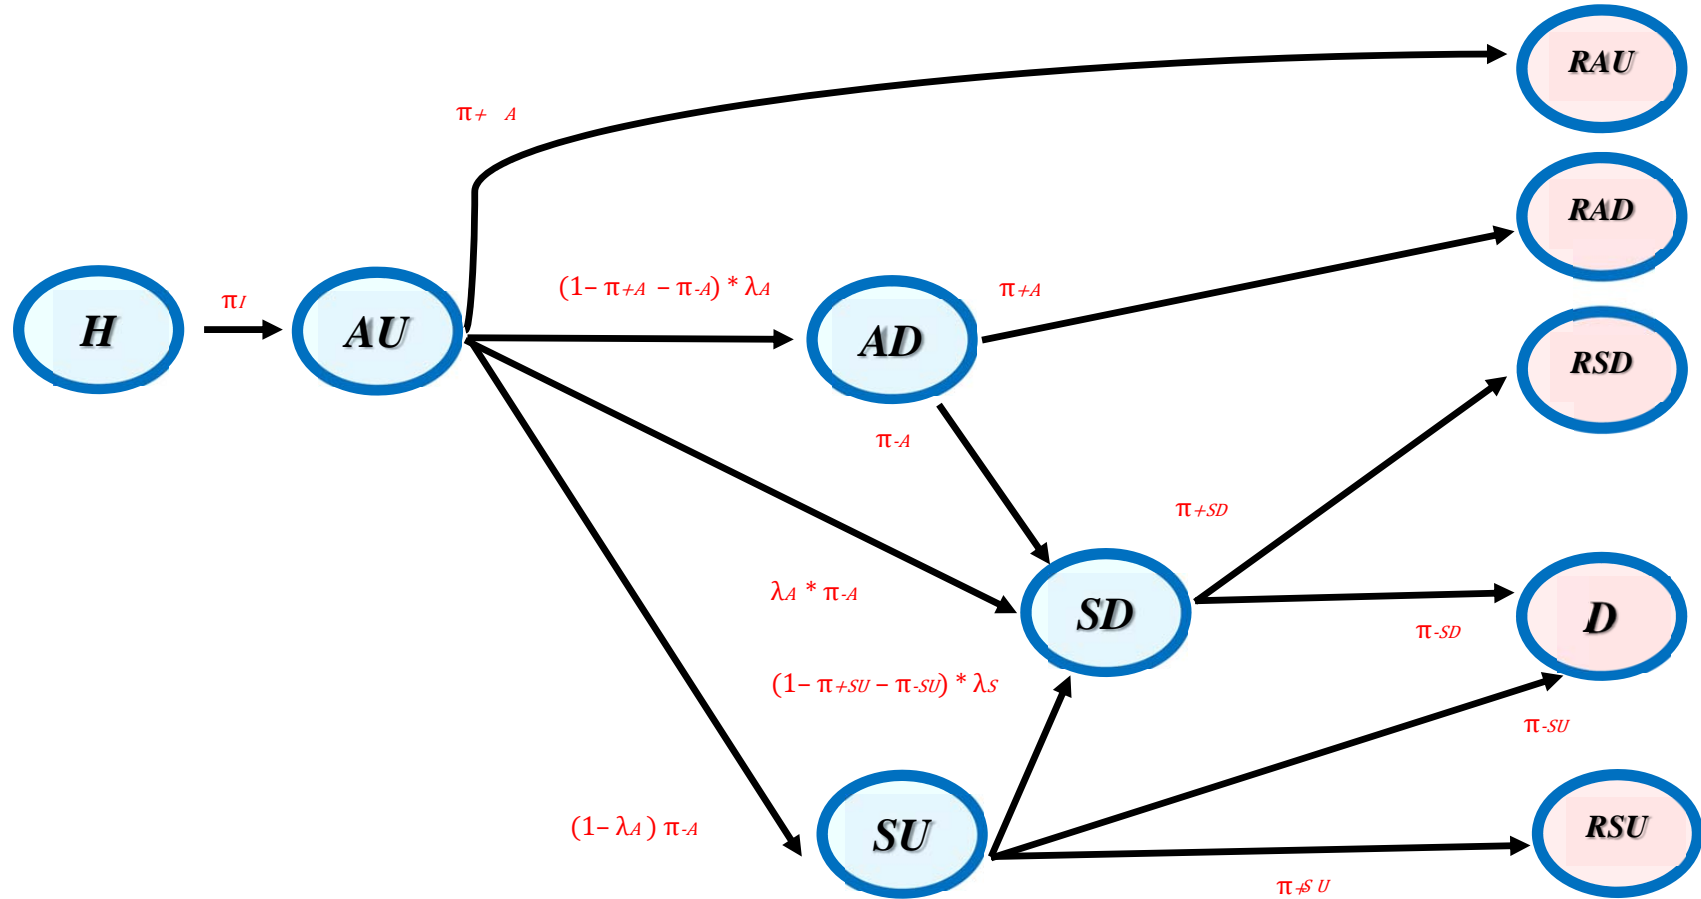 RAU
π+ A
RAD
(1– π+A – π-A) * λA
π+A
πI
H
AU
AD
RSD
π-A
π+SD
λA * π-A
SD
D
π-SD
(1– π+SU – π-SU) * λS
π-SU
(1– λA ) π-A
SU
RSU
π+S U